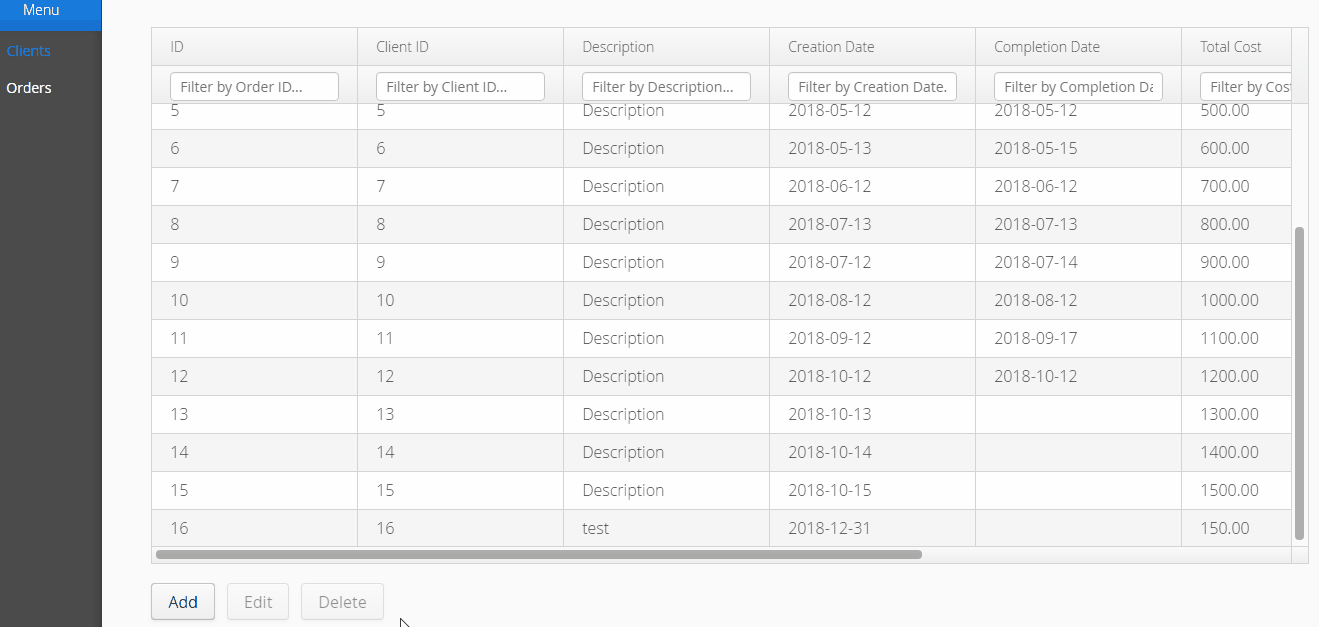 Menu
Clients
Orders
ID Client ID Description Creation Date Completion Date Total Cost
Filter by Order ID... Filter by Client ID... Filter by Description... Filter by Creation Date. Filter by Completion Da Filter by Cost
5 5 Description 2018-05-12 2018-05-12 500.00
6 6 Description 2018-05-13 2018-05-15 600.00
7 7 Description 2018-06-12 2018-06-12 700.00
8 8 Description 2018-07-13 2018-07-13 800.00
9 9 Description 2018-07-12 2018-07-14 900.00
10 10 Description 2018-08-12 2018-08-12 1000.00
11 11 Description 2018-09-12 2018-09-17 1100.00
12 12 Description 2018-10-12 2018-10-12 1200.00
13 13 Description 2018-10-13 1300.00
14 14 Description 2018-10-14 1400.00
15 15 Description 2018-10-15 1500.00
16 16 test 2018-12-31 150.00
Add Edit Delete